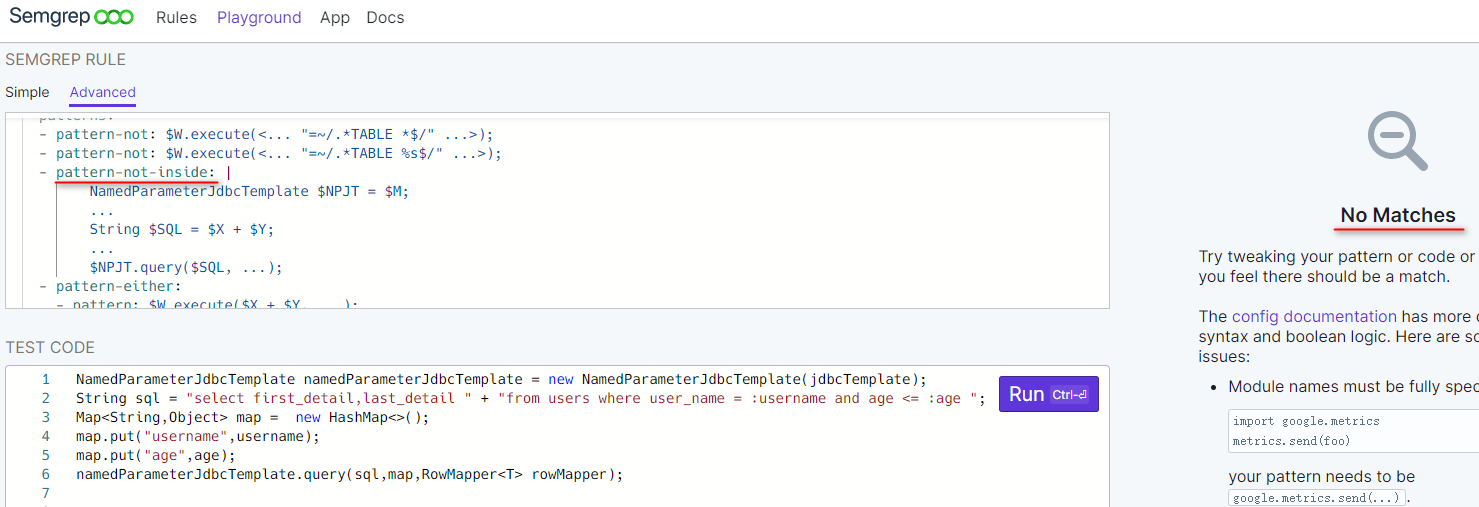 Semgrep Rules Playground App Docs
SEMGREP RULE
Simple Advanced
patterns:
- pattern-not: $W.execute(<... "=~/.*TABLE *$/" ...>);
- pattern-not: $W.execute(<... "=~/.*TABLE %s$/" ...>);
- pattern-not-inside: |
NamedParameterJdbcTemplate $NPJT = $M;
...
String $SQL = $X + $Y;
...
$NPJT.query($SQL, ...);
- pattern-either:
- pattern: $W.execute($X + $Y, ...);
TEST CODE
1 NamedParameterJdbcTemplate namedParameterJdbcTemplate = new NamedParameterJdbcTemplate(jdbcTemplate);
2 String sql = "select first_detail,last_detail " + "from users where user_name = :username and age <= :age ";
3 Map<String,Object> map =  new HashMap<>();
4 map.put("username",username);
5 map.put("age",age);
6 namedParameterJdbcTemplate.query(sql,map,RowMapper<T> rowMapper);
7
Run Ctrl-⏎
No Matches
Try tweaking your pattern or code or
you feel there should be a match.
The config documentation has more
syntax and boolean logic. Here are so
issues:
• Module names must be fully spec
import google.metrics
metrics.send(foo)
your pattern needs to be
google.metrics.send(...) .